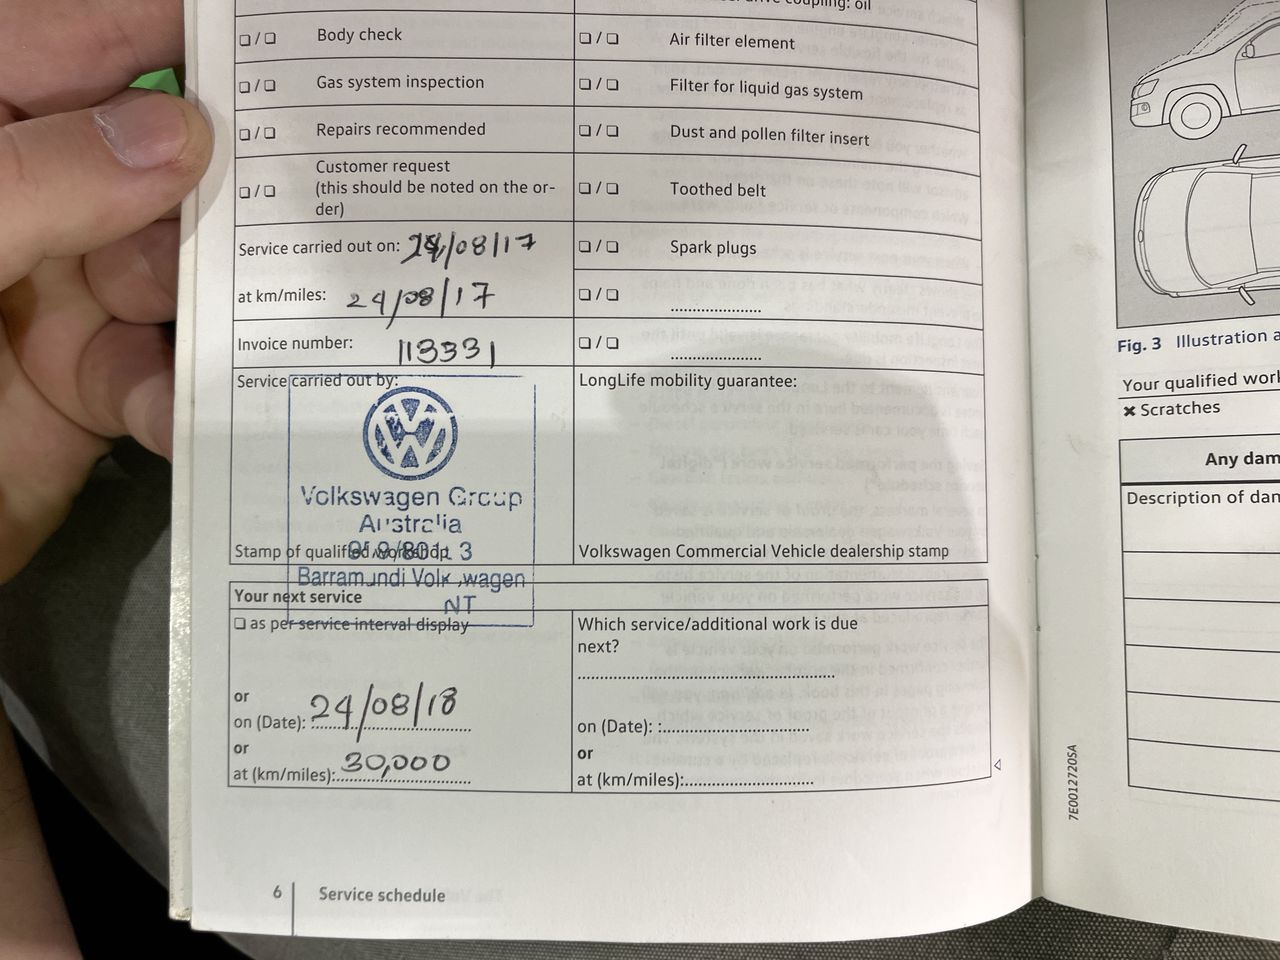 drive coupling: oil
❏ / ❏ Body check
❏ / ❏ Air filter element
❏ / ❏ Gas system inspection
❏ / ❏ Filter for liquid gas system
❏ / ❏ Repairs recommended
❏ / ❏ Dust and pollen filter insert
❏ / ❏ Customer request
(this should be noted on the or-
der)
❏ / ❏ Toothed belt
Service carried out on: 24/08/17
❏ / ❏ Spark plugs
at km/miles: 24/08/17
❏ / ❏ .....................
Invoice number: 113331
❏ / ❏ .....................
Service carried out by:
Volkswagen Group
Australia
Barramundi Volkswagen
NT
Stamp of qualified workshop
LongLife mobility guarantee:
Volkswagen Commercial Vehicle dealership stamp
Your next service
❏ as per service interval display
or
on (Date): 24/08/18
or
at (km/miles): 30,000
Which service/additional work is due
next?
on (Date):
or
at (km/miles):
6 Service schedule
Fig. 3 Illustration a
Your qualified work
✖ Scratches
Any dam
Description of dan
7E0012720SA